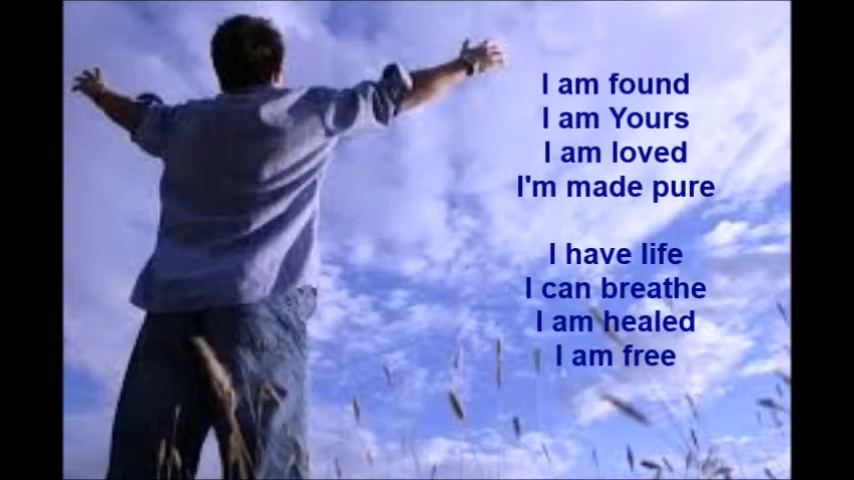 I am found
I am Yours
I am loved
I'm made pure
I have life
I can breathe
I am healed
I am free